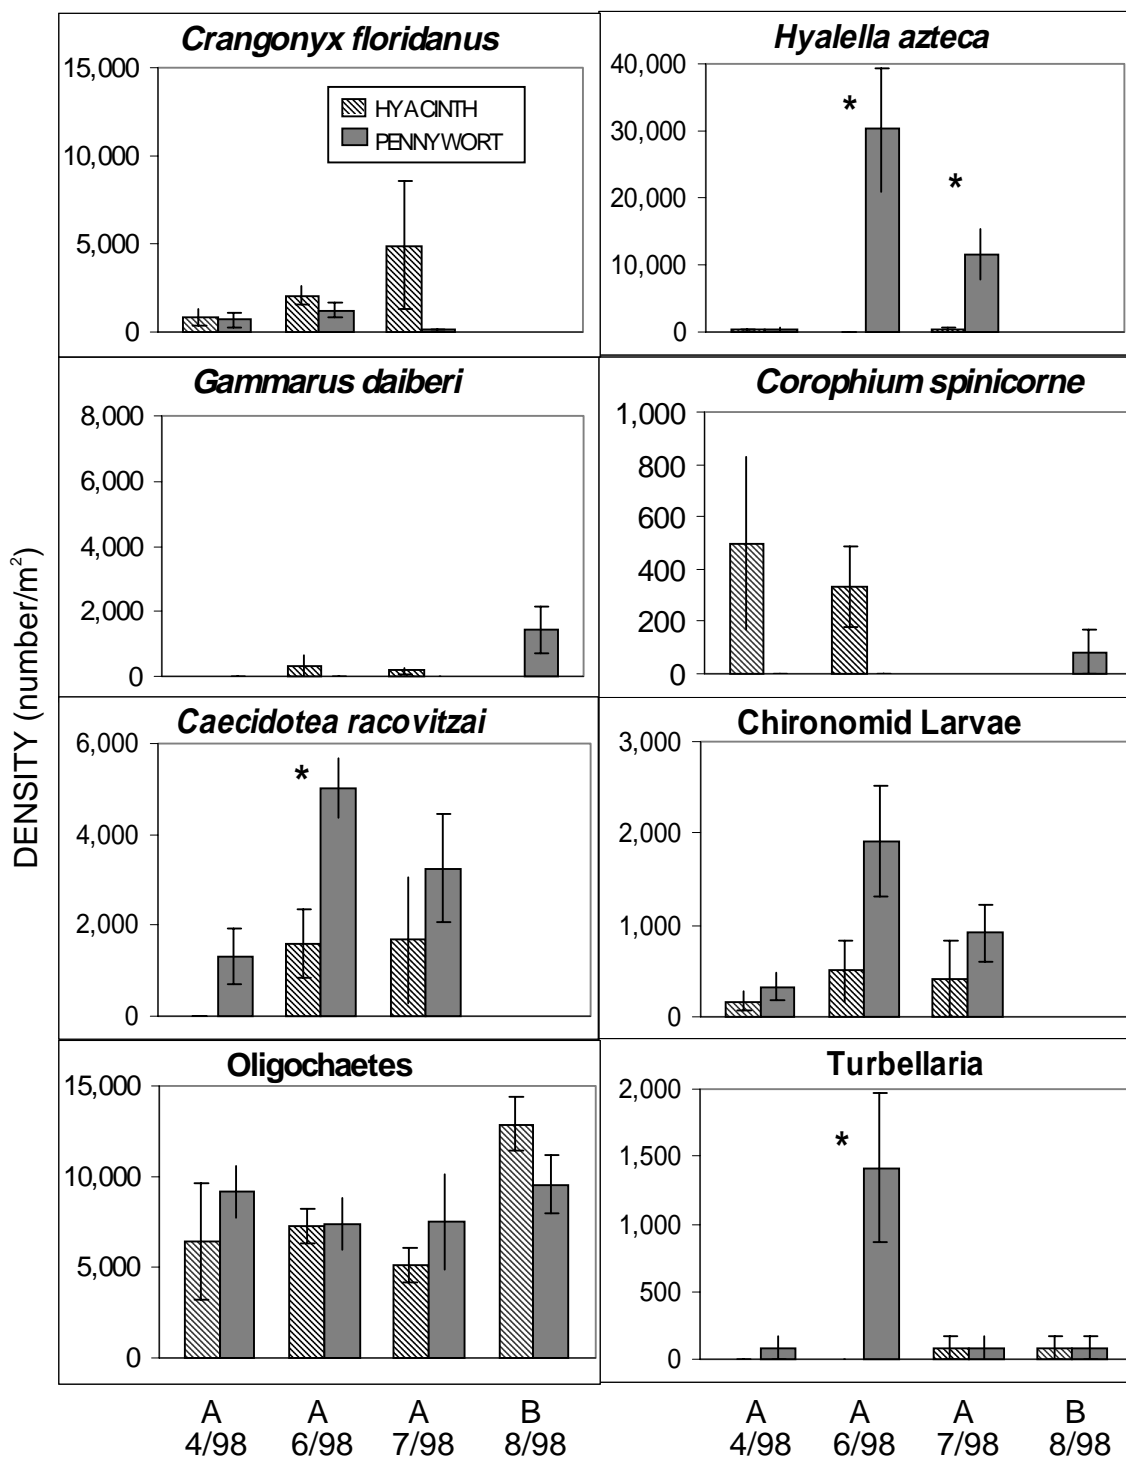 Crangonyx floridanus
15,000
10,000
5,000
0
HYACINTH
PENNYWORT
Hyalella azteca
40,000
30,000
20,000
10,000
0
*
*
Gammarus daiberi
8,000
6,000
4,000
2,000
0
Corophium spinicorne
1,000
800
600
400
200
0
DENSITY (number/m²)
Caecidotea racovitzai
6,000
4,000
2,000
0
*
Chironomid Larvae
3,000
2,000
1,000
0
Oligochaetes
15,000
10,000
5,000
0
Turbellaria
2,000
1,500
1,000
500
0
*
A A A B
4/98 6/98 7/98 8/98
A A A B
4/98 6/98 7/98 8/98